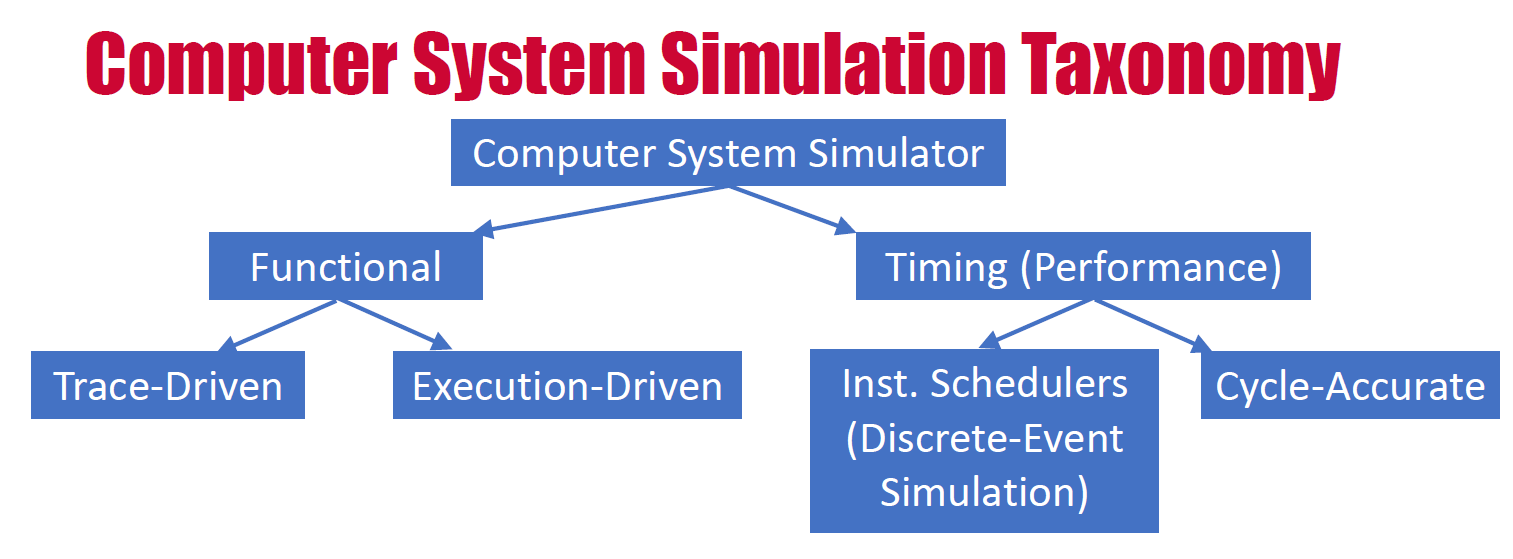 Computer System Simulation Taxonomy
Computer System Simulator
Functional
Timing (Performance)
Trace-Driven
Execution-Driven
Inst. Schedulers
(Discrete-Event
Simulation)
Cycle-Accurate